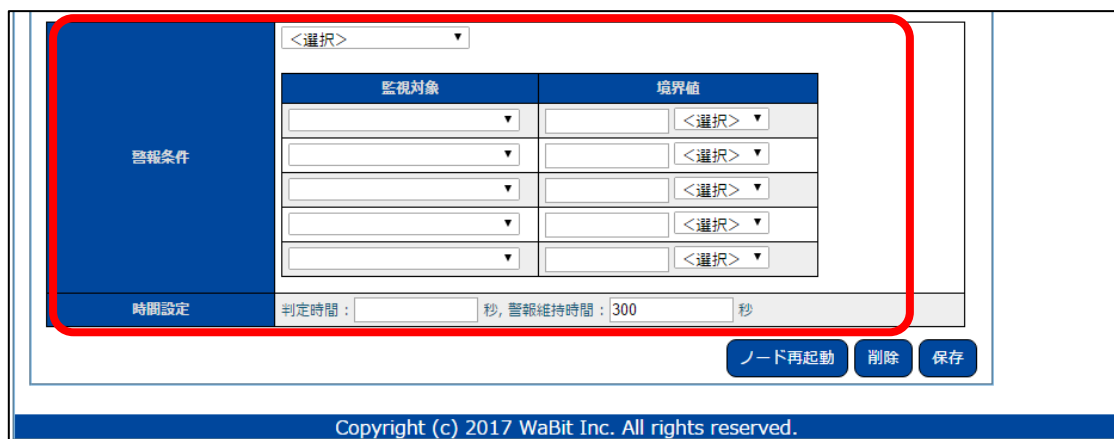 <選択> ▼
監視対象 境界値
▼ <選択> ▼
警報条件
▼ <選択> ▼
▼ <選択> ▼
▼ <選択> ▼
▼ <選択> ▼
時間設定 判定時間： 秒, 警報維持時間：300 秒
ノード再起動 削除 保存
Copyright (c) 2017 WaBit Inc. All rights reserved.